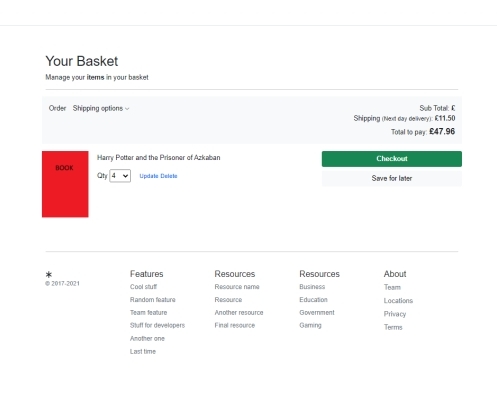 Your Basket
Manage your items in your basket
Order Shipping options
Sub Total: £
Shipping (Next day delivery): £11.50
Total to pay: £47.96
BOOK
Harry Potter and the Prisoner of Azkaban
Qty 4 Update Delete
Checkout
Save for later
* 
© 2017-2021
Features
Cool stuff
Random feature
Team feature
Stuff for developers
Another one
Last time
Resources
Resource name
Resource
Another resource
Final resource
Resources
Business
Education
Government
Gaming
About
Team
Locations
Privacy
Terms